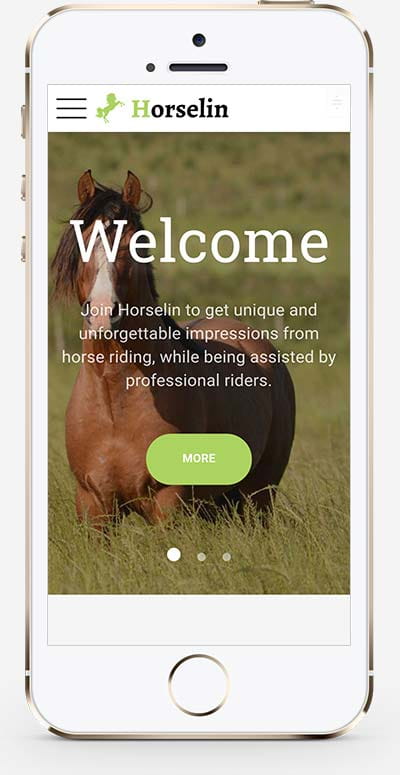 Horselin
Welcome
Join Horselin to get unique and
unforgettable impressions from
horse riding, while being assisted by
professional riders.
MORE